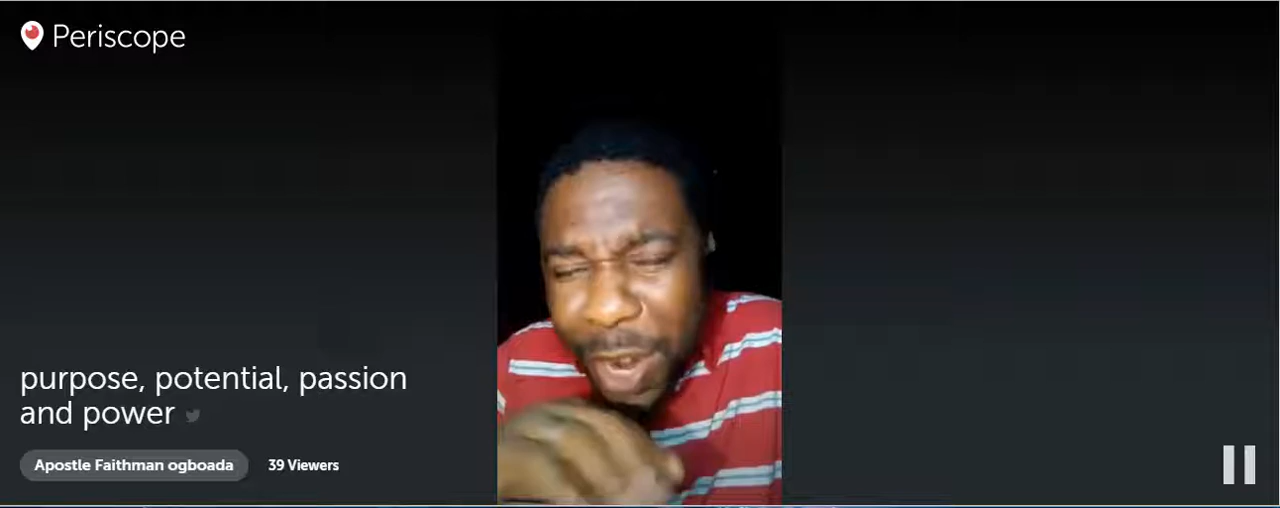 Periscope
purpose, potential, passion
and power
Apostle Faithman ogboada
39 Viewers